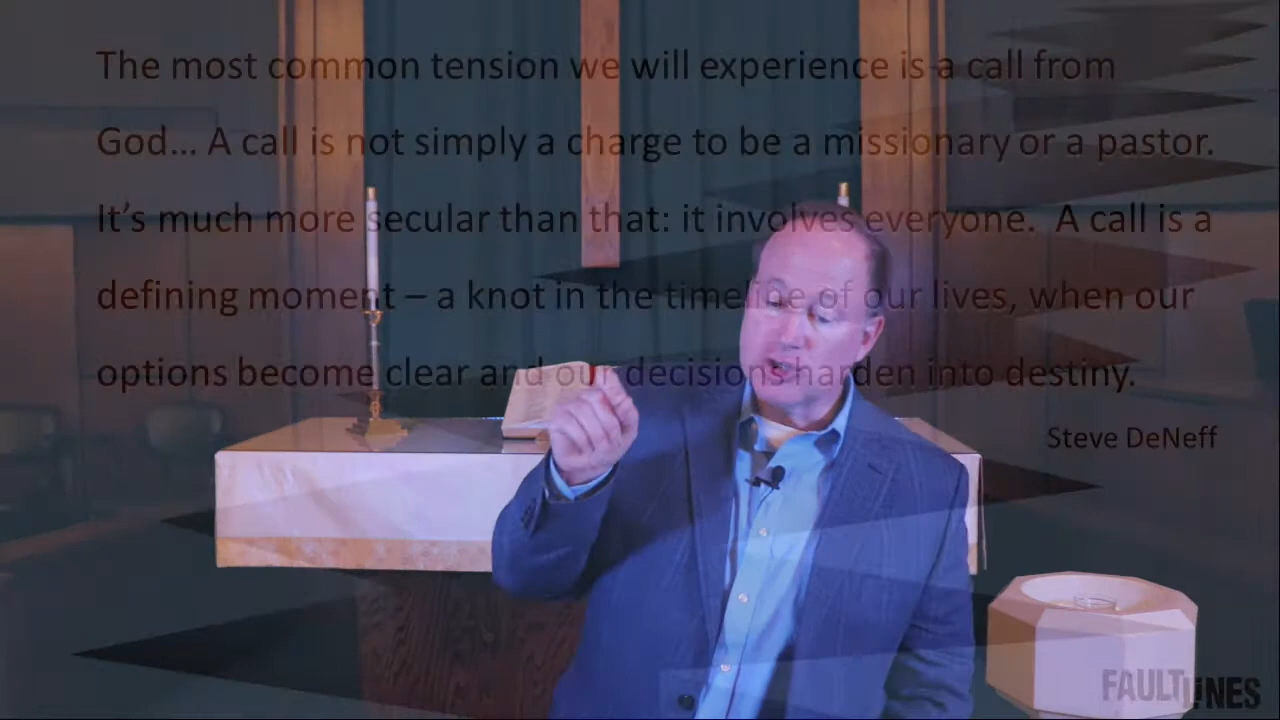 The most common tension we will experience is a call from
God... A call is not simply a charge to be a missionary or a pastor.
It's much more secular than that: it involves everyone. A call is a
defining moment – a knot in the timeline of our lives, when our
options become clear and our decisions harden into destiny.
Steve DeNeff
FAULTLINES